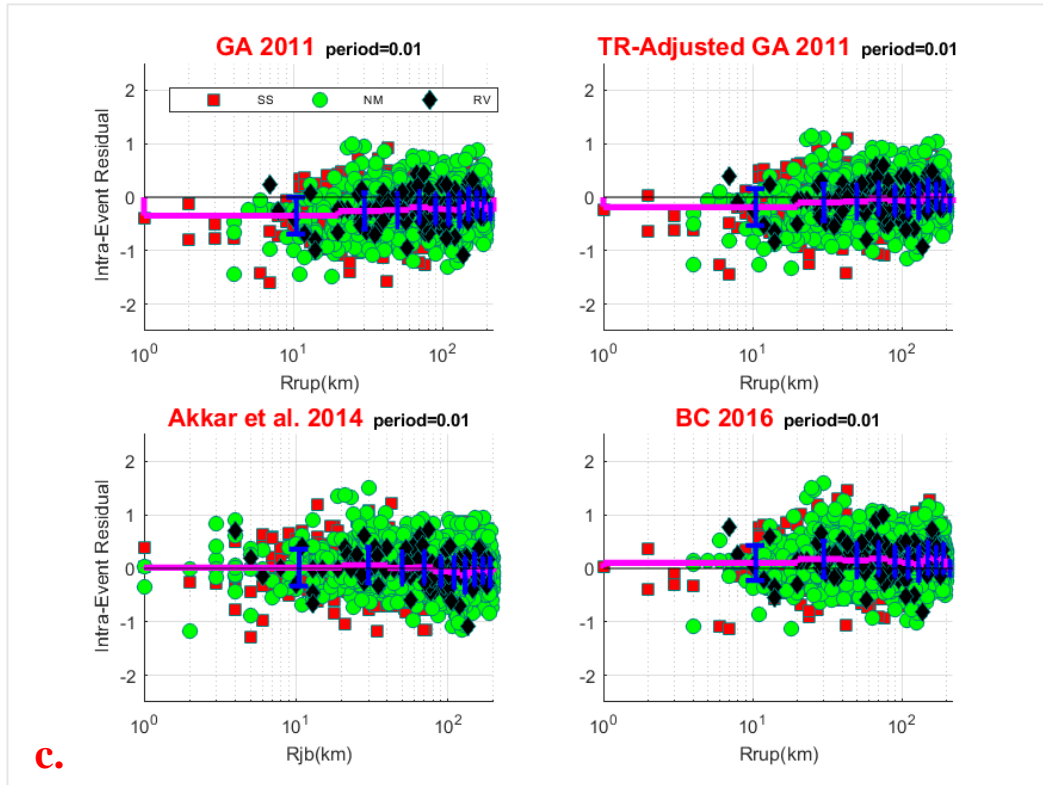 GA 2011 period=0.01
TR-Adjusted GA 2011 period=0.01
SS NM RV
Intra-Event Residual
2
1
0
-1
-2
10^0
10^1
10^2
Rrup(km)
2
1
0
-1
-2
10^0
10^1
10^2
Rrup(km)
Akkar et al. 2014 period=0.01
BC 2016 period=0.01
Intra-Event Residual
2
1
0
-1
-2
10^0
10^1
10^2
Rjb(km)
2
1
0
-1
-2
10^0
10^1
10^2
Rrup(km)
c.